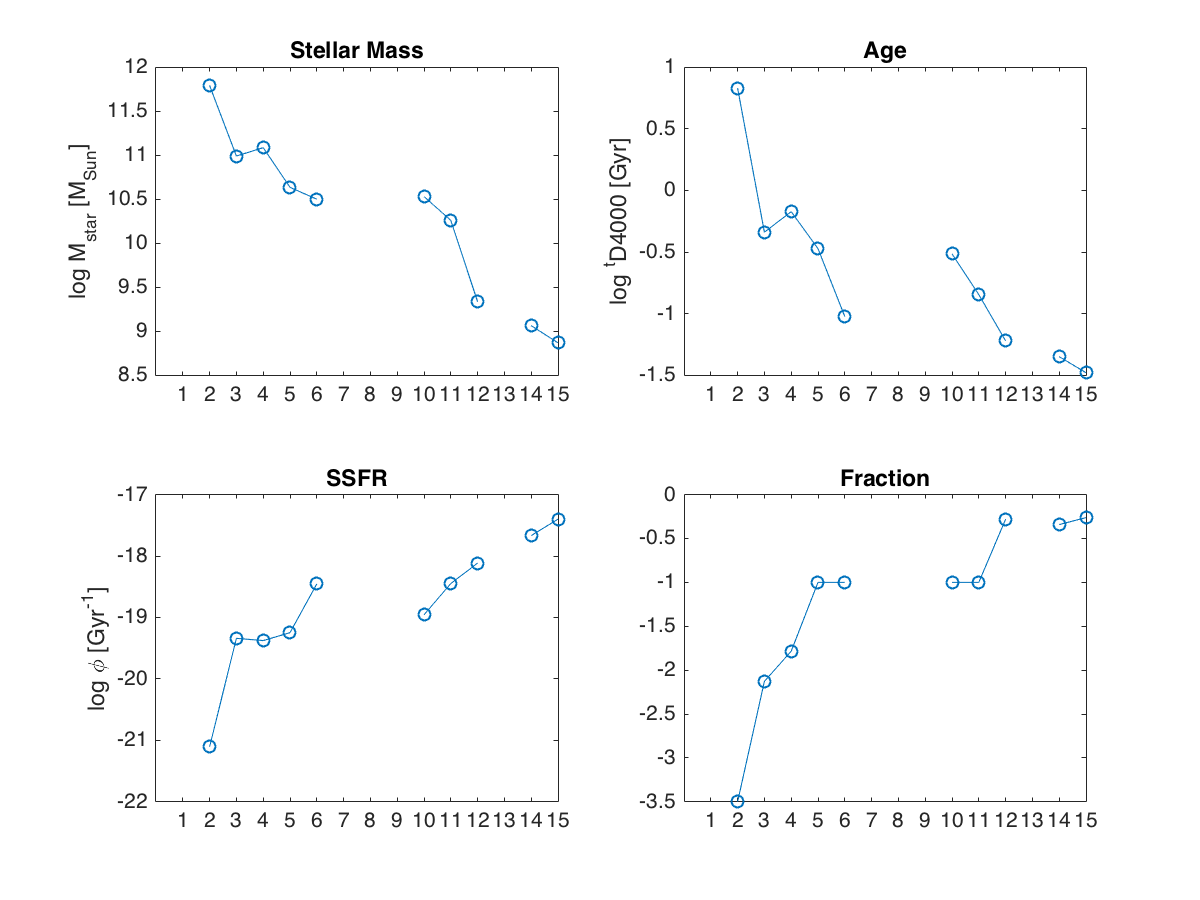 Stellar Mass
12
11.5
11
10.5
10
9.5
9
8.5
log M_star [M_Sun]
1 2 3 4 5 6 7 8 9 10 11 12 13 14 15
Age
1
0.5
0
-0.5
-1
-1.5
log ^tD4000 [Gyr]
1 2 3 4 5 6 7 8 9 10 11 12 13 14 15
SSFR
-17
-18
-19
-20
-21
-22
log ϕ [Gyr^-1]
1 2 3 4 5 6 7 8 9 10 11 12 13 14 15
Fraction
0
-0.5
-1
-1.5
-2
-2.5
-3
-3.5
1 2 3 4 5 6 7 8 9 10 11 12 13 14 15